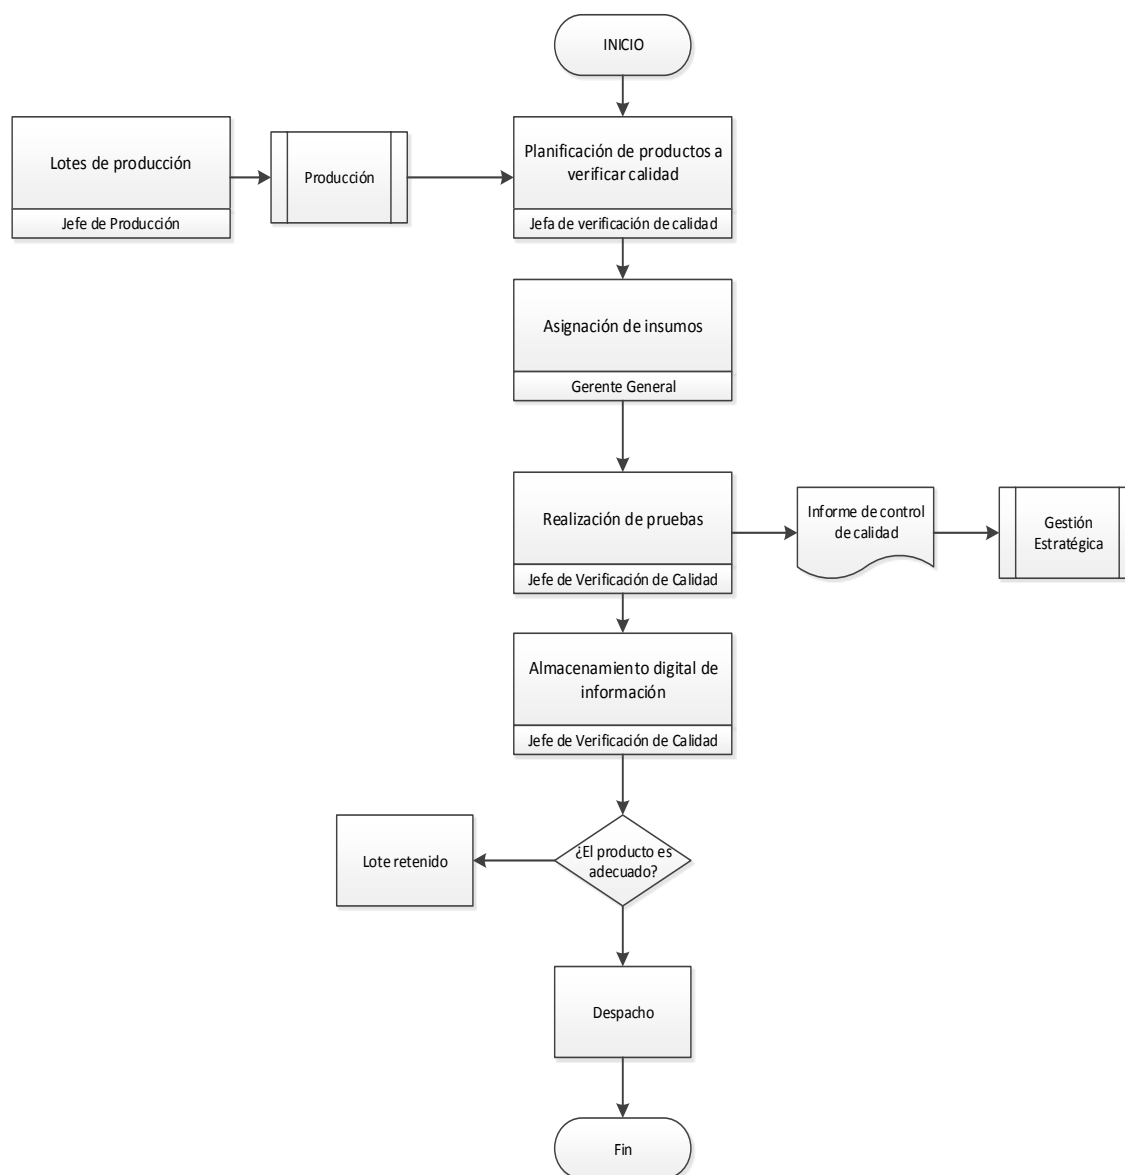 INICIO
Lotes de producción
Jefe de Producción
Producción
Planificación de productos a
verificar calidad
Jefa de verificación de calidad
Asignación de insumos
Gerente General
Realización de pruebas
Jefe de Verificación de Calidad
Informe de control
de calidad
Gestión
Estratégica
Almacenamiento digital de
información
Jefe de Verificación de Calidad
Lote retenido
¿El producto es
adecuado?
Despacho
Fin